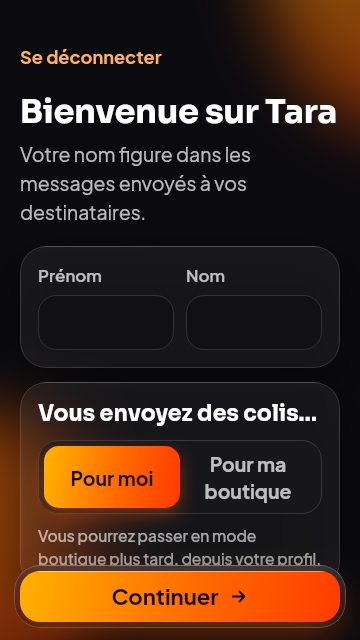 Se déconnecter
Bienvenue sur Tara
Votre nom figure dans les
messages envoyés à vos
destinataires.
Prénom Nom
Vous envoyez des colis...
Pour moi
Pour ma
boutique
Vous pourrez passer en mode
boutique plus tard, depuis votre profil.
Continuer →